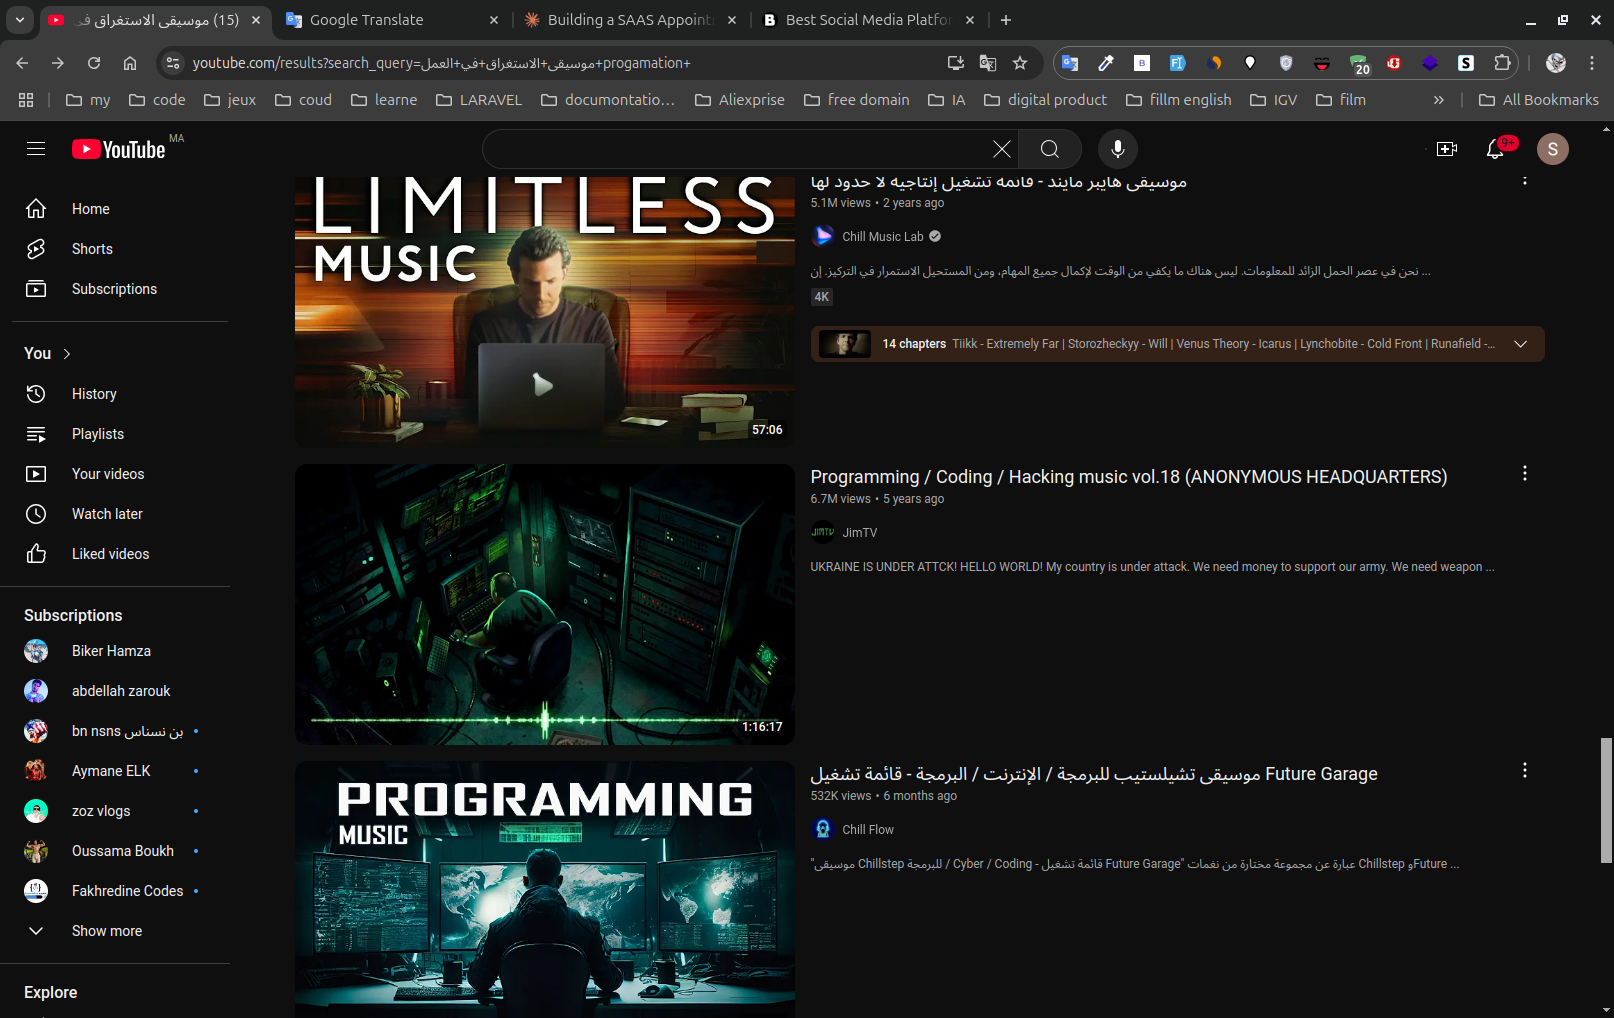 (15) موسيقى الاستغراق في
Google Translate
Building a SAAS Appoint
Best Social Media Platfor
youtube.com/results?search_query=موسيقى+الاستغراق+في+العمل+progamation+
20
my
code
jeux
coud
learne
LARAVEL
documontatio...
Aliexprise
free domain
IA
digital product
fillm english
IGV
film
»
All Bookmarks
YouTube MA
9+
S
Home
Shorts
Subscriptions
You
History
Playlists
Your videos
Watch later
Liked videos
Subscriptions
Biker Hamza
abdellah zarouk
bn nsns بن نسناس
Aymane ELK
zoz vlogs
Oussama Boukh
Fakhredine Codes
Show more
Explore
LIMITLESS
MUSIC
57:06
موسيقى هايبر مايند - قائمة تشغيل إنتاجية لا حدود لها
5.1M views • 2 years ago
Chill Music Lab
نحن في عصر الحمل الزائد للمعلومات. ليس هناك ما يكفي من الوقت لإكمال جميع المهام، ومن المستحيل الاستمرار في التركيز. إن ...
4K
14 chapters Tiikk - Extremely Far | Storozheckyy - Will | Venus Theory - Icarus | Lynchobite - Cold Front | Runafield -...
1:16:17
Programming / Coding / Hacking music vol.18 (ANONYMOUS HEADQUARTERS)
6.7M views • 5 years ago
JIMTV
JimTV
UKRAINE IS UNDER ATTCK! HELLO WORLD! My country is under attack. We need money to support our army. We need weapon ...
PROGRAMMING
MUSIC
موسيقى تشيلستيب للبرمجة / الإنترنت / البرمجة - قائمة تشغيل Future Garage
532K views • 6 months ago
Chill Flow
"موسيقى Chillstep للبرمجة / Cyber / Coding - قائمة تشغيل Future Garage" عبارة عن مجموعة مختارة من نغمات Chillstep وFuture ...